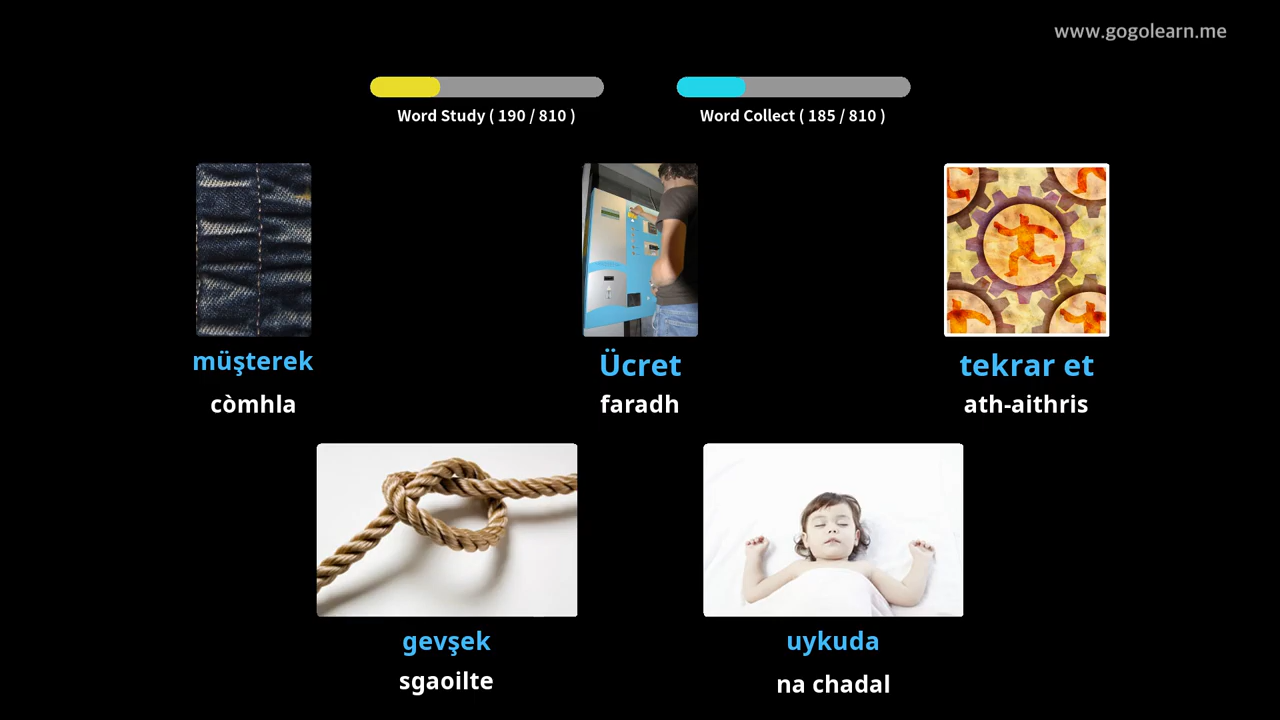 www.gogolearn.me
Word Study ( 190 / 810 )
Word Collect ( 185 / 810 )
müşterek
còmhla
Ücret
faradh
tekrar et
ath-aithris
gevşek
sgaoilte
uykuda
na chadal